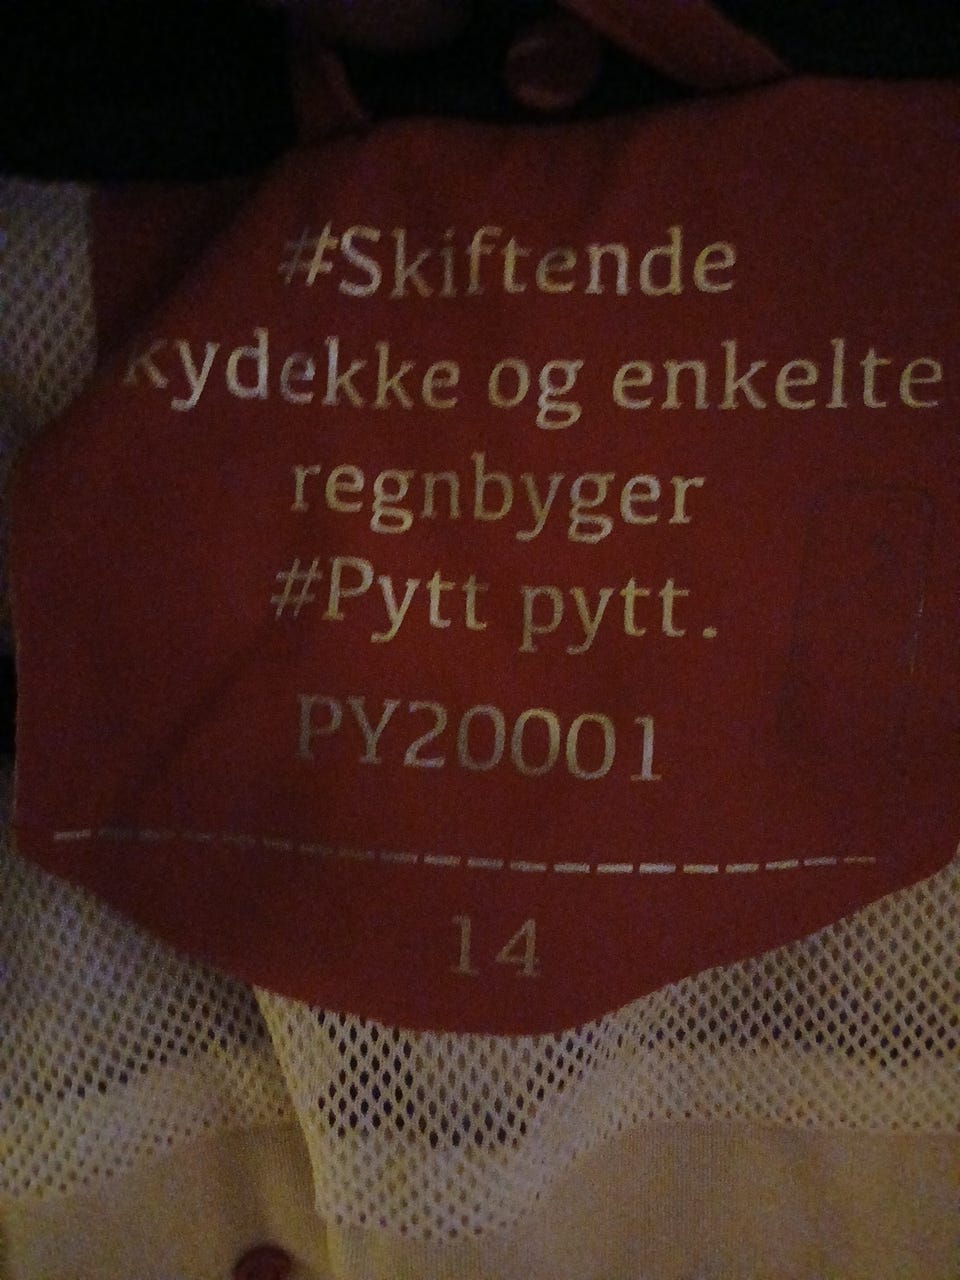 #Skiftende
kydekke og enkelte
regnbyger
#Pytt pytt.
PY20001
14